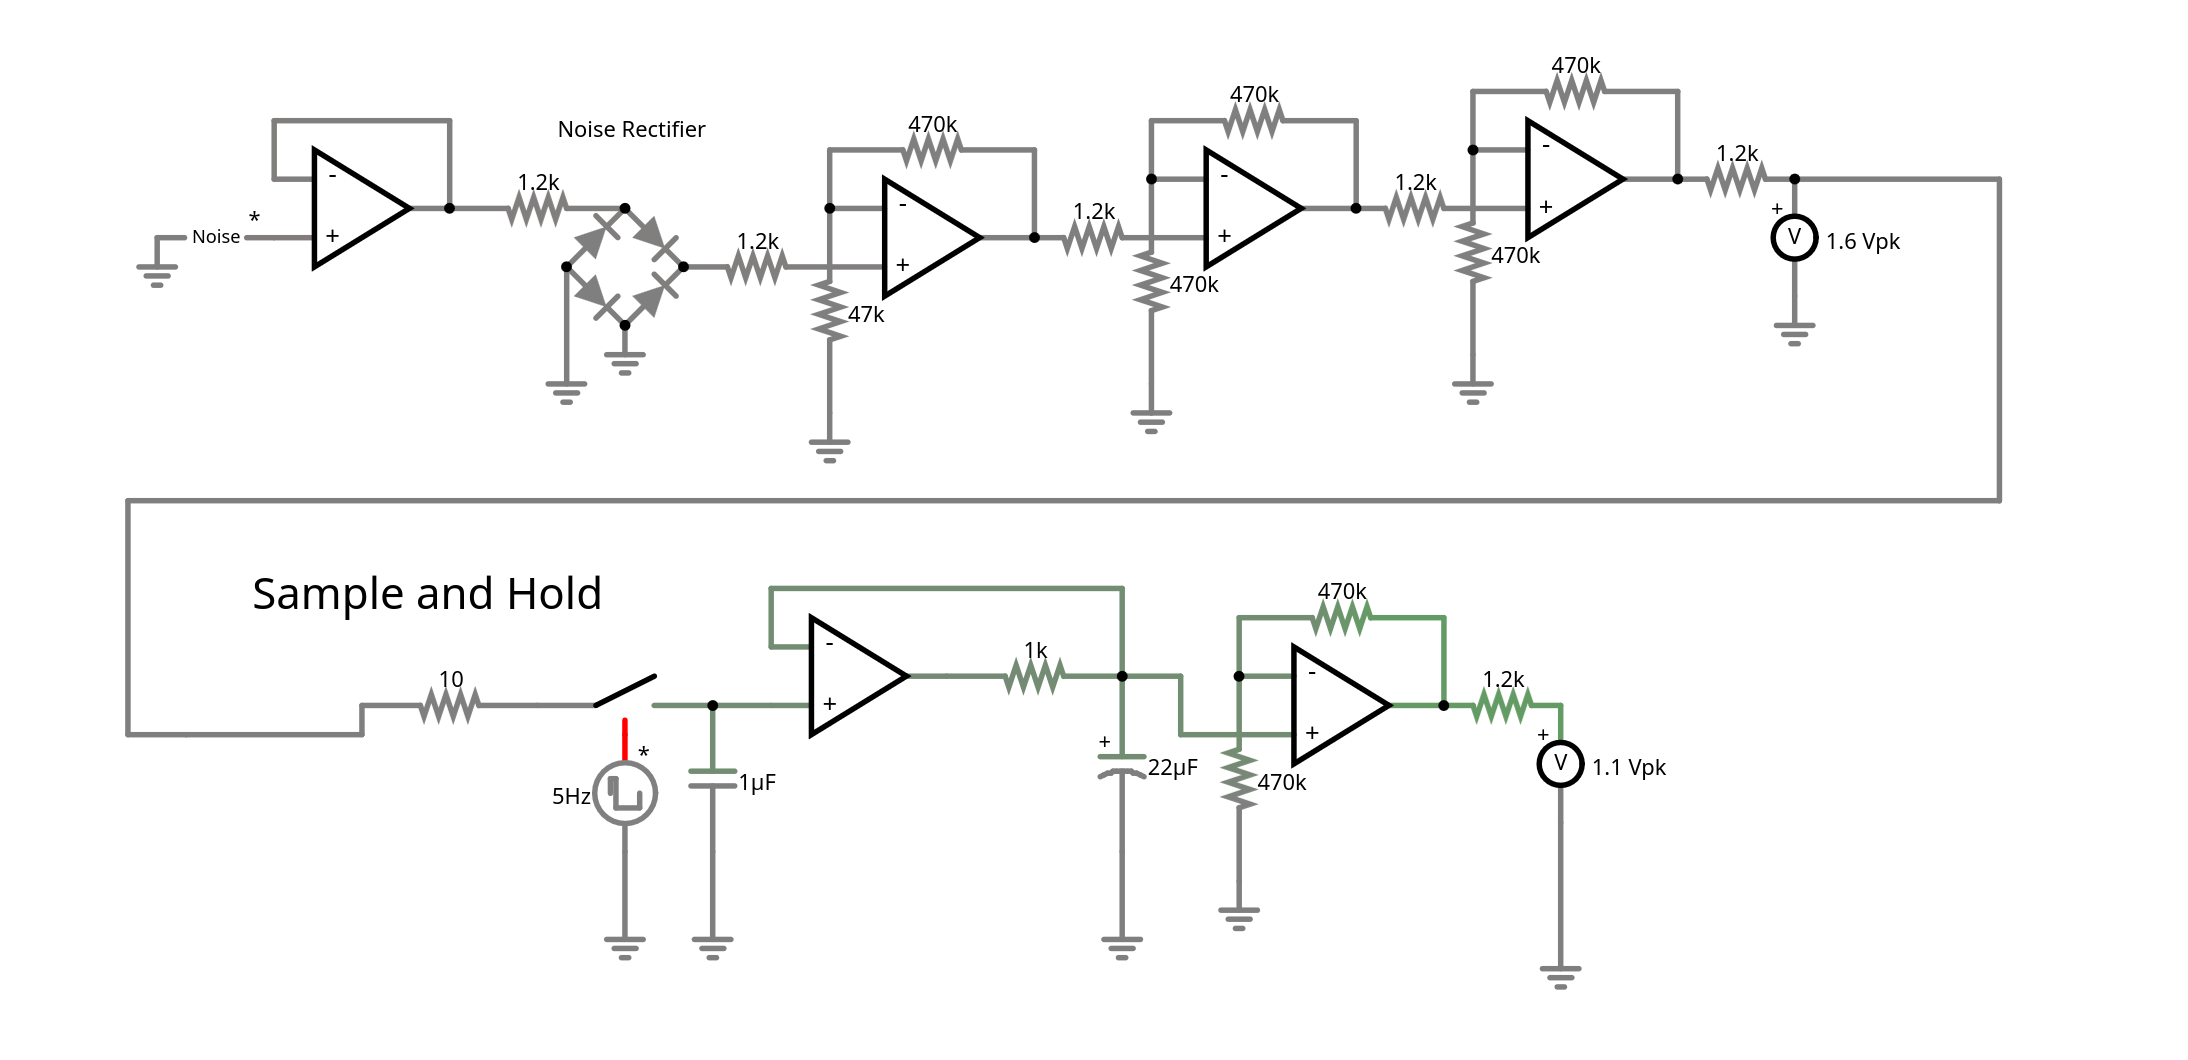 470k
470k
470k
Noise Rectifier
-
-
-
1.2k
1.2k
1.2k
1.2k
1.2k
*
Noise
+
-
+
+
+
+
V
1.6 Vpk
470k
470k
47k
Sample and Hold
470k
-
1k
-
10
1.2k
+
+
+
+
*
V
1.1 Vpk
5Hz
1µF
22µF
470k